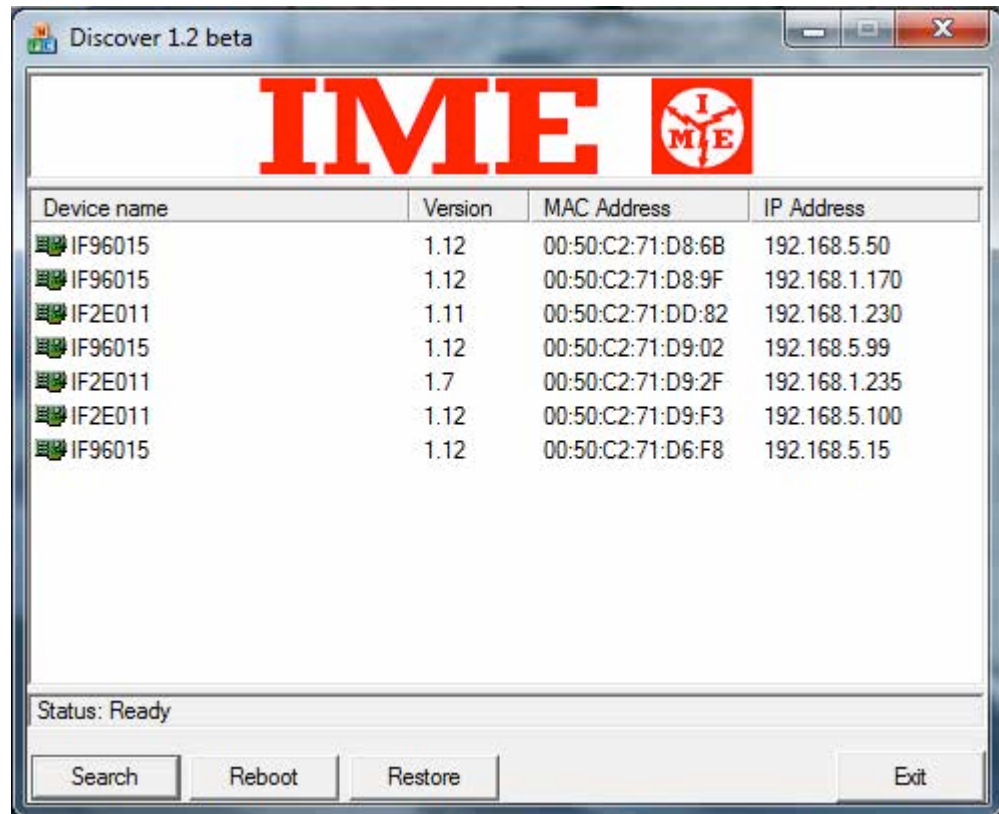 Discover 1.2 beta
IME I M E
Device name Version MAC Address IP Address
IF96015 1.12 00:50:C2:71:D8:6B 192.168.5.50
IF96015 1.12 00:50:C2:71:D8:9F 192.168.1.170
IF2E011 1.11 00:50:C2:71:DD:82 192.168.1.230
IF96015 1.12 00:50:C2:71:D9:02 192.168.5.99
IF2E011 1.7 00:50:C2:71:D9:2F 192.168.1.235
IF2E011 1.12 00:50:C2:71:D9:F3 192.168.5.100
IF96015 1.12 00:50:C2:71:D6:F8 192.168.5.15
Status: Ready
Search Reboot Restore Exit